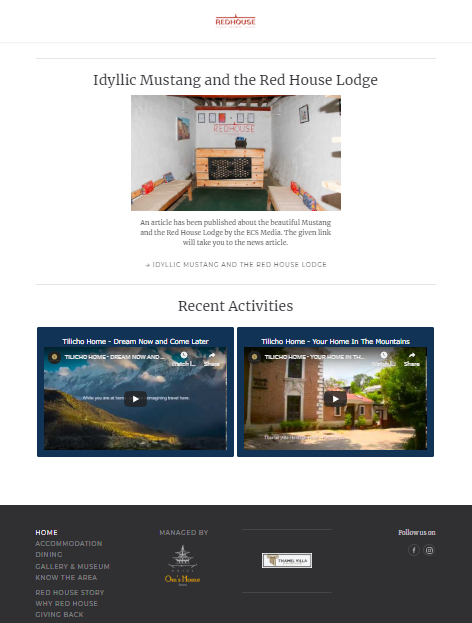 REDHOUSE
Idyllic Mustang and the Red House Lodge
REDHOUSE
An article has been published about the beautiful Mustang
and the Red House Lodge by the ECS Media. The given link
will take you to the news article.
→ IDYLLIC MUSTANG AND THE RED HOUSE LODGE
Recent Activities
Tilicho Home - Dream Now and Come Later
TILICHO HOME - DREAM NOW AND ...
Watch l...
Share
While you are at home
imagining travel here.
Tilicho Home - Your Home In The Mountains
TILICHO HOME - YOUR HOME IN TH...
Watch l...
Share
HOME
ACCOMMODATION
DINING
GALLERY & MUSEUM
KNOW THE AREA
RED HOUSE STORY
WHY RED HOUSE
GIVING BACK
MANAGED BY
Om's Home
THAMEL VILLA
Follow us on